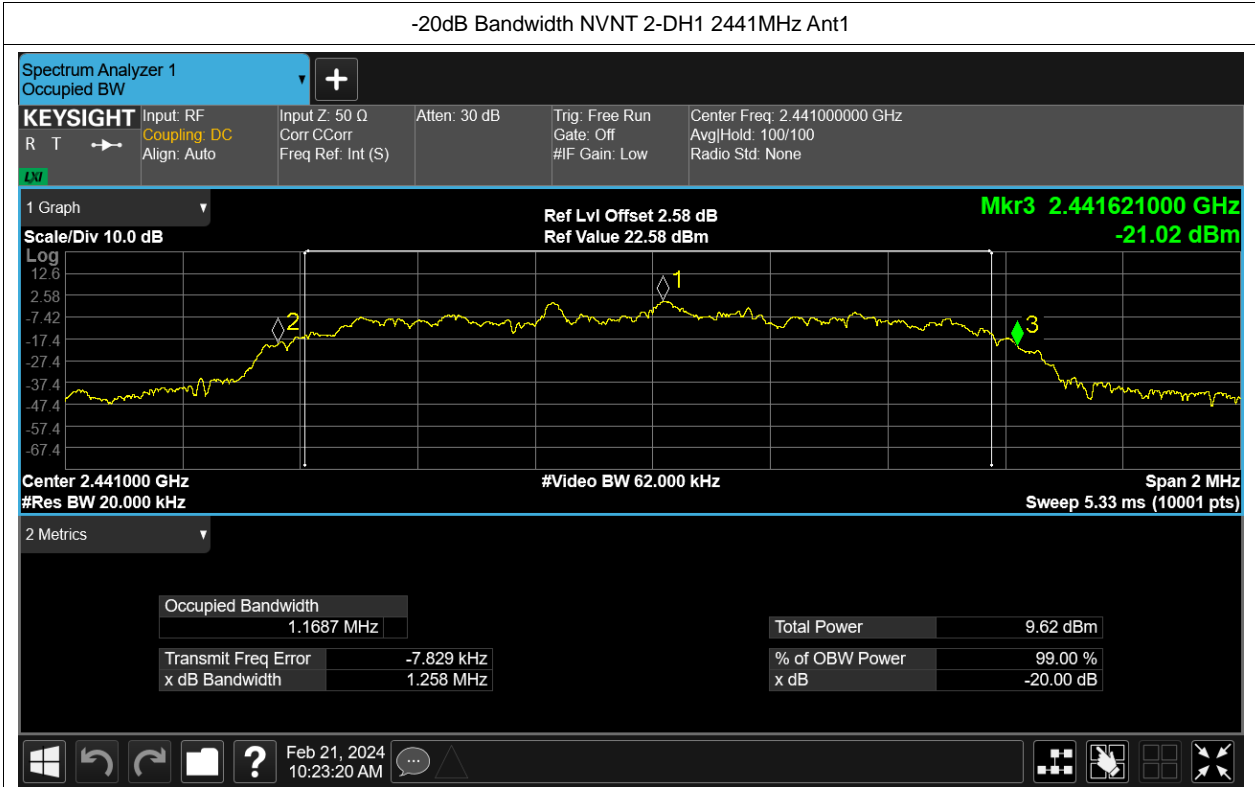 -20dB Bandwidth NVNT 2-DH1 2441MHz Ant1
Spectrum Analyzer 1
Occupied BW
KEYSIGHT
R T
LXI
Input: RF
Coupling: DC
Align: Auto
Input Z: 50 Ω
Corr CCorr
Freq Ref: Int (S)
Atten: 30 dB
Trig: Free Run
Gate: Off
#IF Gain: Low
Center Freq: 2.441000000 GHz
Avg|Hold: 100/100
Radio Std: None
1 Graph
Scale/Div 10.0 dB
Ref Lvl Offset 2.58 dB
Ref Value 22.58 dBm
Mkr3 2.441621000 GHz
-21.02 dBm
Log
12.6
2.58
-7.42
-17.4
-27.4
-37.4
-47.4
-57.4
-67.4
1
2
3
Center 2.441000 GHz
#Video BW 62.000 kHz
Span 2 MHz
#Res BW 20.000 kHz
Sweep 5.33 ms (10001 pts)
2 Metrics
Occupied Bandwidth
1.1687 MHz
Total Power 9.62 dBm
Transmit Freq Error -7.829 kHz
% of OBW Power 99.00 %
x dB Bandwidth 1.258 MHz
x dB -20.00 dB
Feb 21, 2024
10:23:20 AM